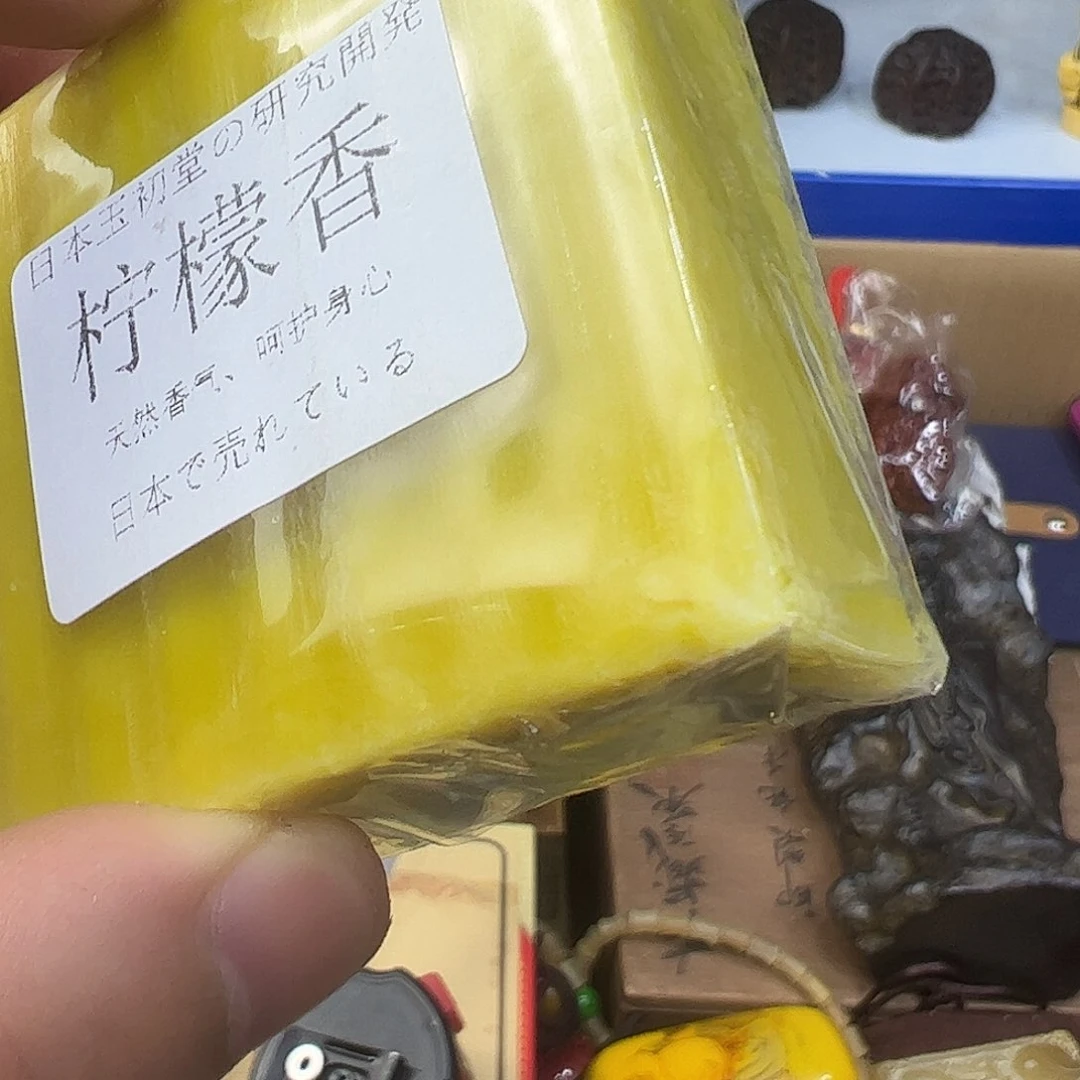 日本玉初堂の研究開発
柠檬香
天然香气、呵护身心
日本で売れている